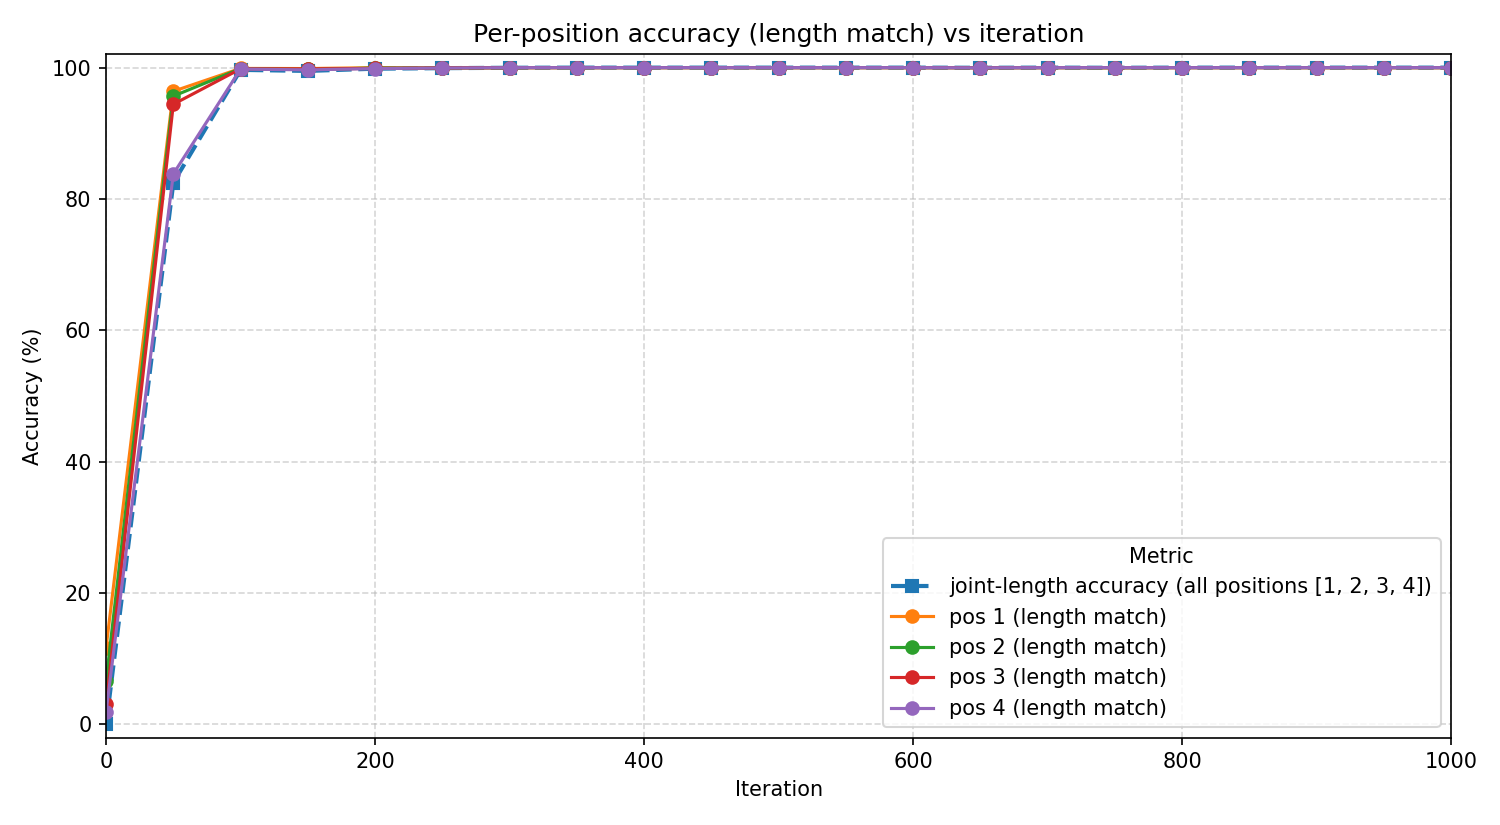 Per-position accuracy (length match) vs iteration
100
80
60
40
20
0
Accuracy (%)
Metric
joint-length accuracy (all positions [1, 2, 3, 4])
pos 1 (length match)
pos 2 (length match)
pos 3 (length match)
pos 4 (length match)
0 200 400 600 800 1000
Iteration